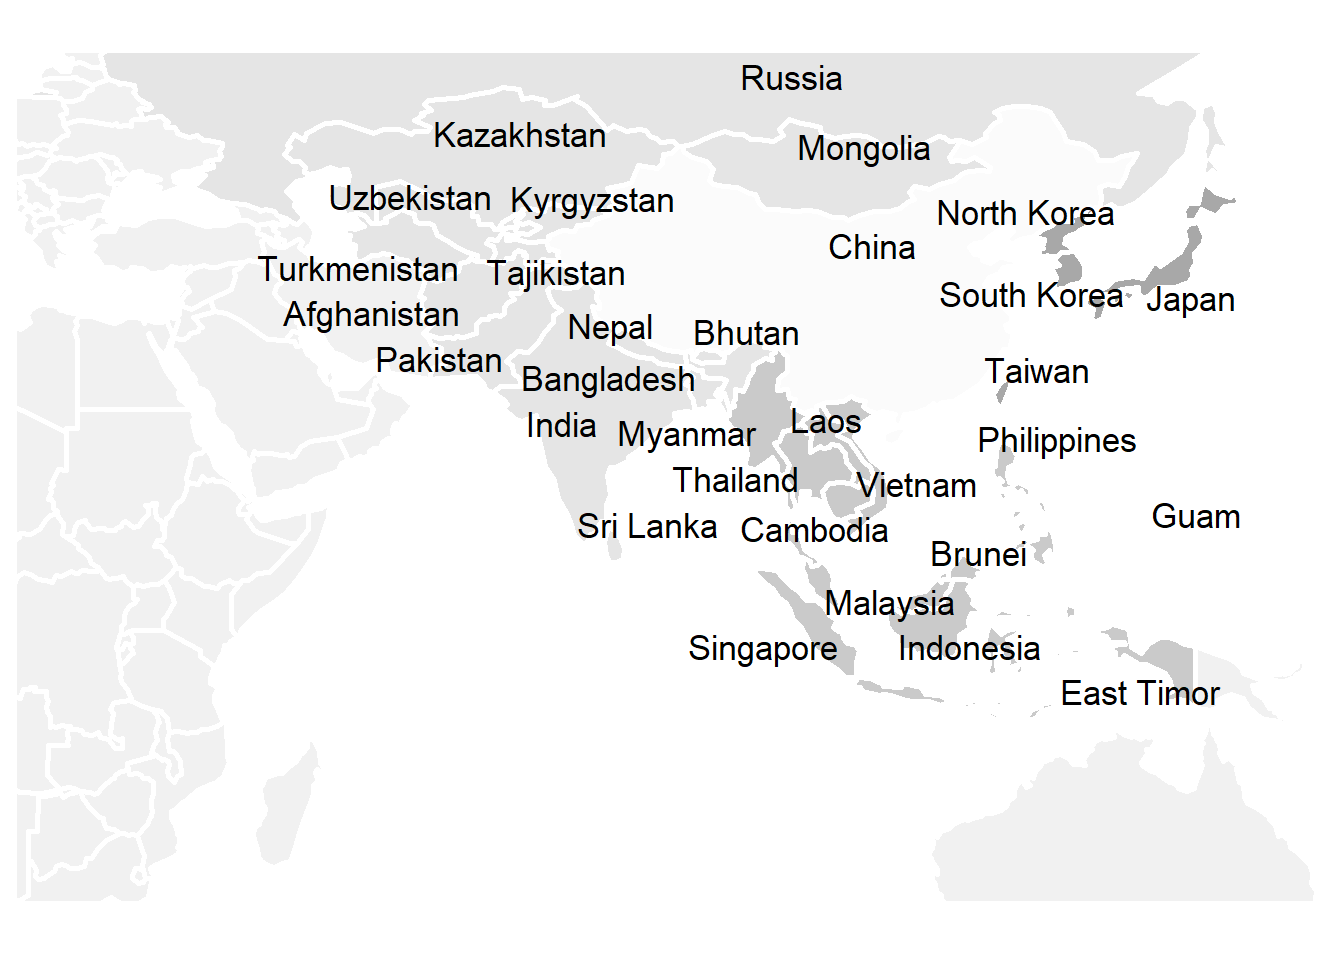 Russia
Kazakhstan
Mongolia
Uzbekistan
Kyrgyzstan
North Korea
China
Turkmenistan
Tajikistan
South Korea
Japan
Afghanistan
Nepal
Bhutan
Pakistan
Taiwan
Bangladesh
India
Myanmar
Laos
Philippines
Thailand
Vietnam
Guam
Sri Lanka
Cambodia
Brunei
Malaysia
Singapore
Indonesia
East Timor